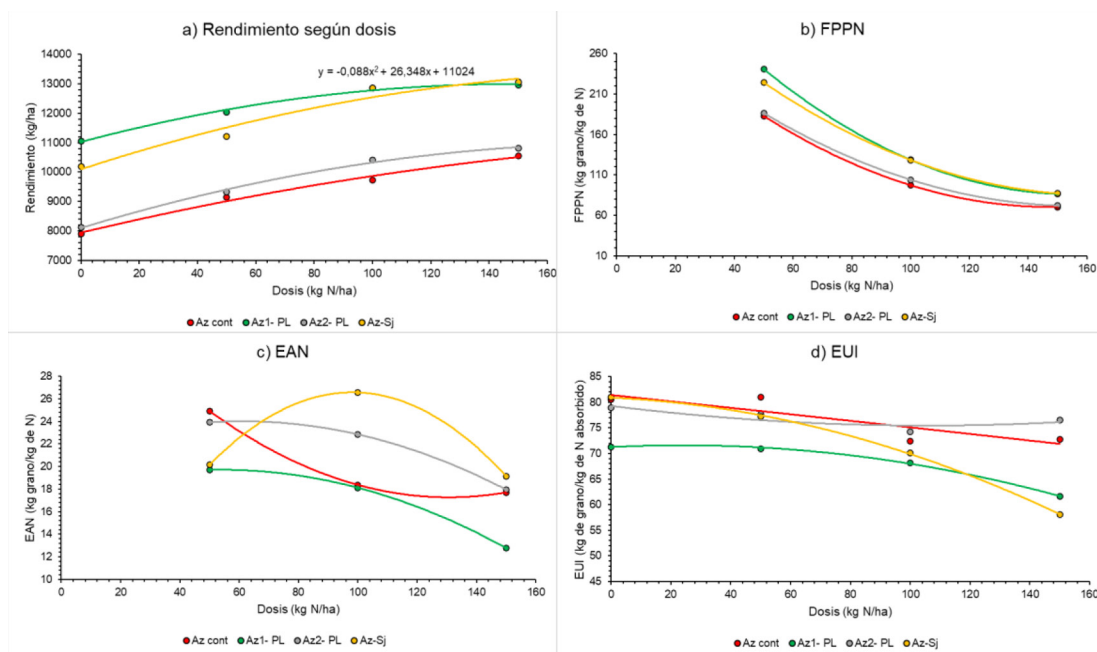 a) Rendimiento según dosis
y = -0,088x² + 26,348x + 11024
Rendimiento (kg/ha)
14000
13000
12000
11000
10000
9000
8000
7000
0 20 40 60 80 100 120 140 160
Dosis (kg N/ha)
Az cont Az1- PL Az2- PL Az-Sj
b) FPPN
FPPN (kg grano/kg de N)
260
210
160
110
60
10
0 20 40 60 80 100 120 140 160
Dosis (kg N/ha)
Az cont Az1- PL Az2- PL Az-Sj
c) EAN
EAN (kg grano/kg de N)
28
26
24
22
20
18
16
14
12
10
0 20 40 60 80 100 120 140 160
Dosis (kg N/ha)
Az cont Az1- PL Az2- PL Az-Sj
d) EUI
EUI (kg de grano/kg de N absorbido)
85
80
75
70
65
60
55
50
45
0 20 40 60 80 100 120 140 160
Dosis (kg N/ha)
Az cont Az1- PL Az2- PL Az-Sj